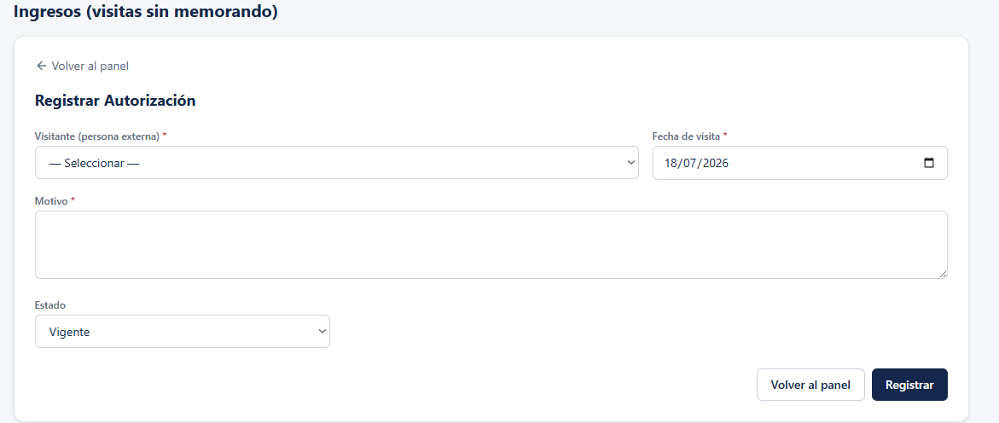 Ingresos (visitas sin memorando)
← Volver al panel
Registrar Autorización
Visitante (persona externa) *
Fecha de visita *
— Seleccionar —
18/07/2026
Motivo *
Estado
Vigente
Volver al panel
Registrar